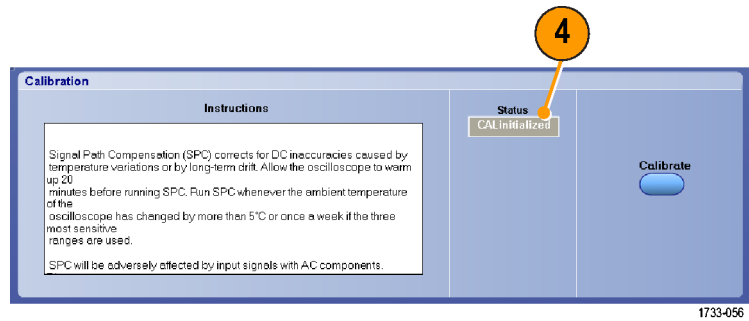 4
Calibration
Instructions
Status
CALinitialized
Calibrate
Signal Path Compensation (SPC) corrects for DC inaccuracies caused by
temperature variations or by long-term drift. Allow the oscilloscope to warm
up 20
minutes before running SPC. Run SPC whenever the ambient temperature
of the
oscilloscope has changed by more than 5°C or once a week if the three
most sensitive
ranges are used.
SPC will be adversely affected by input signals with AC components.
1733-056